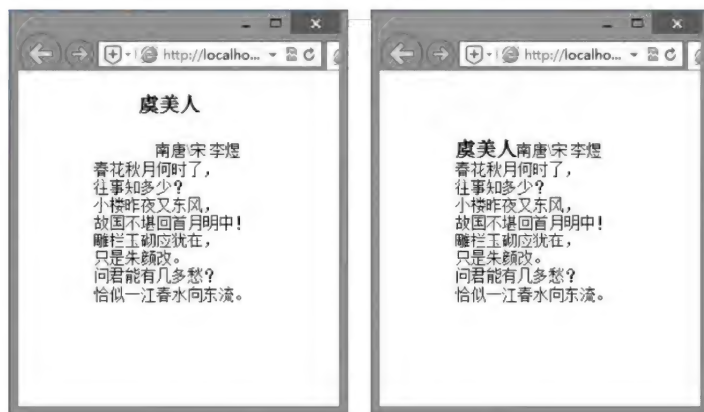 http://localho...
虞美人
南唐\宋 李煜
春花秋月何时了，
往事知多少？
小楼昨夜又东风，
故国不堪回首月明中！
雕栏玉砌应犹在，
只是朱颜改。
问君能有几多愁？
恰似一江春水向东流。
http://localho...
虞美人南唐\宋 李煜
春花秋月何时了，
往事知多少？
小楼昨夜又东风，
故国不堪回首月明中！
雕栏玉砌应犹在，
只是朱颜改。
问君能有几多愁？
恰似一江春水向东流。